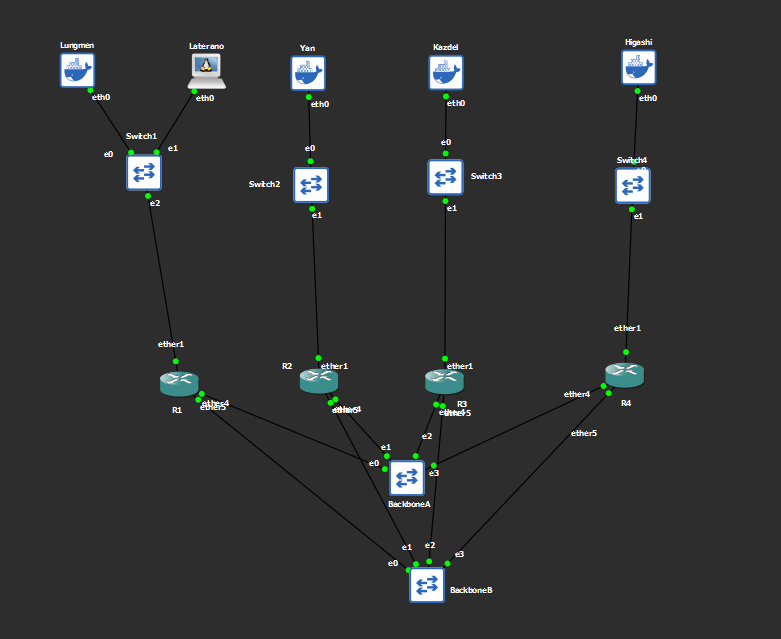 Lungmen
Laterano
Yan
Kazdel
Higashi
eth0
eth0
eth0
eth0
eth0
Switch1
e0
e1
e0
e0
Switch4
Switch2
Switch3
e2
e1
e1
e1
ether1
ether1
ether1
ether1
R1
R2
R3
R4
ether4
ether5
ether4
ether5
ether4
ether5
e0
e1
e2
e3
BackboneA
e0
e1
e2
e3
BackboneB